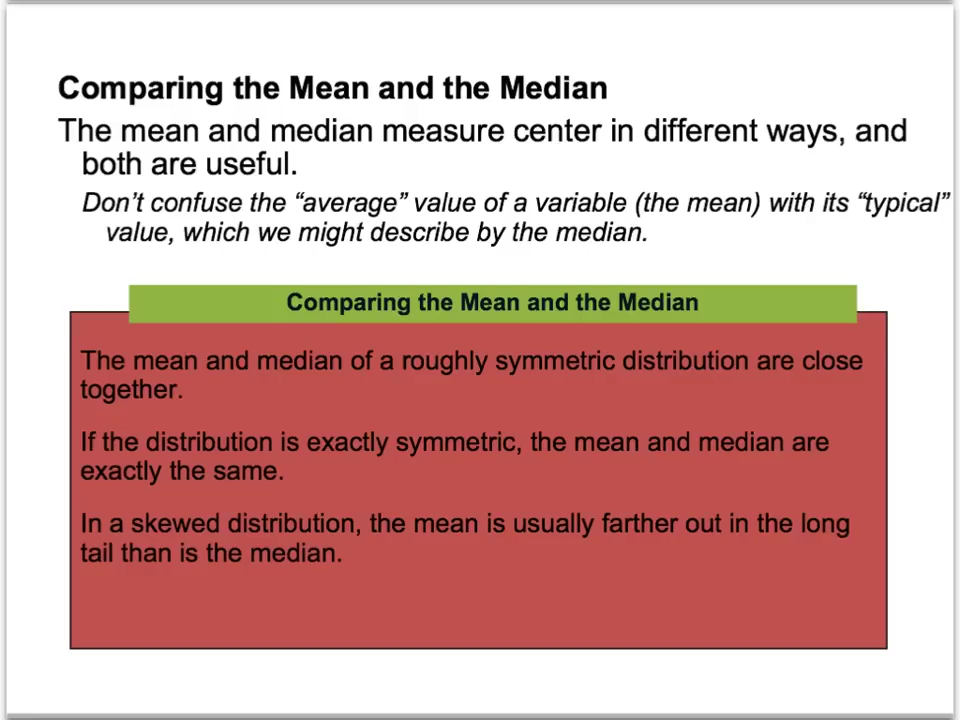 Comparing the Mean and the Median
The mean and median measure center in different ways, and
both are useful.
Don’t confuse the “average” value of a variable (the mean) with its “typical”
value, which we might describe by the median.
Comparing the Mean and the Median
The mean and median of a roughly symmetric distribution are close
together.
If the distribution is exactly symmetric, the mean and median are
exactly the same.
In a skewed distribution, the mean is usually farther out in the long
tail than is the median.